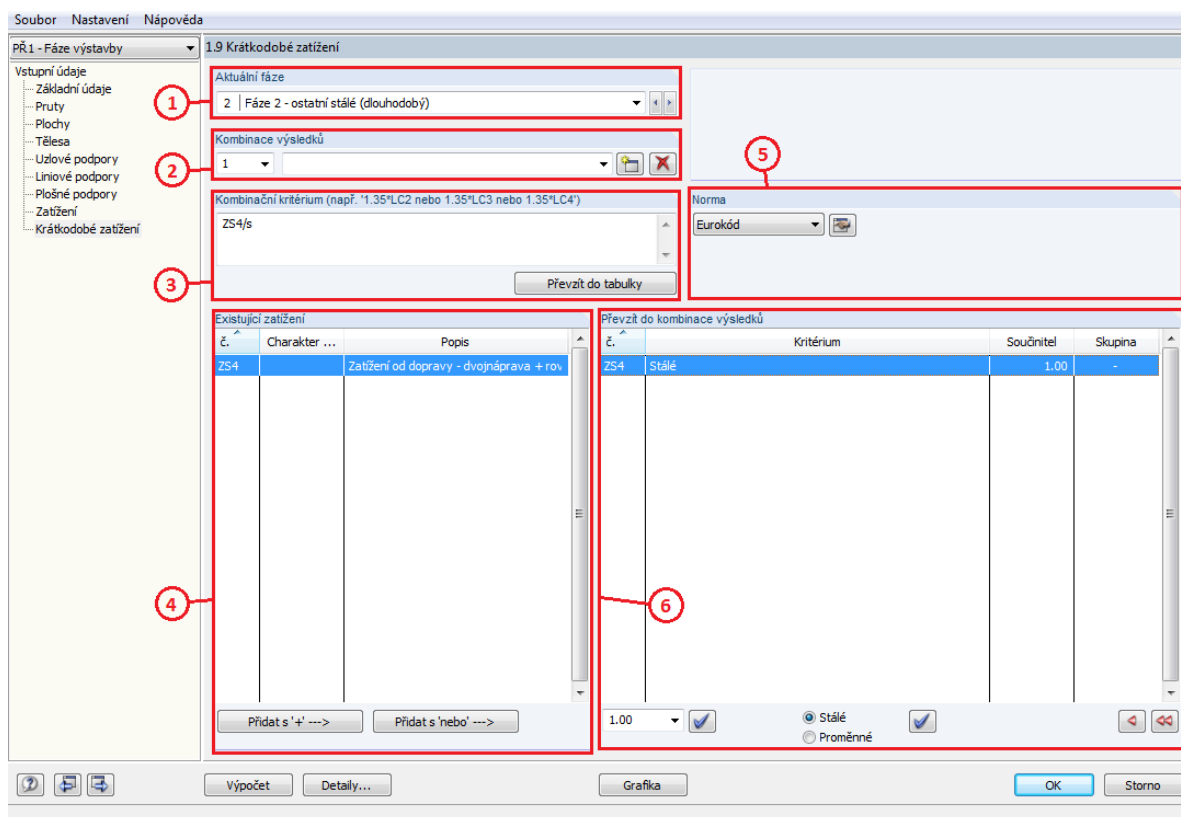 Soubor Nastavení Nápověda
PŘ1 - Fáze výstavby
1.9 Krátkodobé zatížení
Vstupní údaje
Základní údaje
Pruty
Plochy
Tělesa
Uzlové podpory
Liniové podpory
Plošné podpory
Zatížení
Krátkodobé zatížení
1
Aktuální fáze
2 Fáze 2 - ostatní stálé (dlouhodobý)
2
Kombinace výsledků
1
3
Kombinační kritérium (např. '1.35*LC2 nebo 1.35*LC3 nebo 1.35*LC4')
ZS4/s
Převzít do tabulky
5
Norma
Eurokód
4
Existující zatížení
č. Charakter ... Popis
ZS4 Zatížení od dopravy - dvojnáprava + rov
Přidat s '+' ---> Přidat s 'nebo' --->
6
Převzít do kombinace výsledků
č. Kritérium Součinitel Skupina
ZS4 Stálé 1.00 -
1.00
Stálé
Proměnné
Výpočet Detaily... Grafika OK Storno